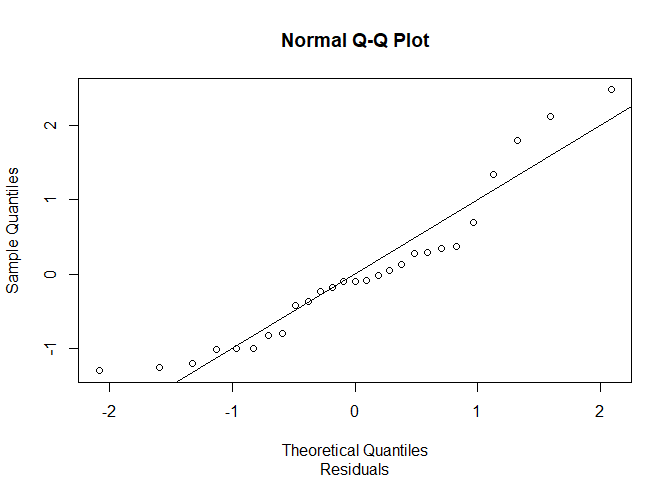 Normal Q-Q Plot
Sample Quantiles
2
1
0
-1
-2 -1 0 1 2
Theoretical Quantiles
Residuals